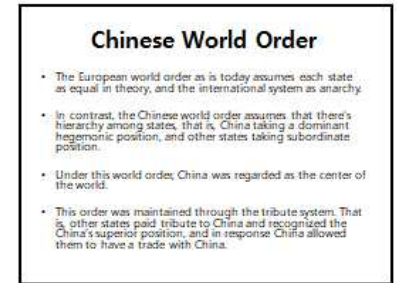 Chinese World Order
• The European world order as is today assumes each state
as equal in theory, and the international system as anarchy.
• In contrast, the Chinese world order assumes that there's
hierarchy among states, that is, China taking a dominant
hegemonic position, and other states taking subordinate
position.
• Under this world order, China was regarded as the center of
the world.
• This order was maintained through the tribute system. That
is, other states paid tribute to China and recognized the
China's superior position, and in response China allowed
them to have a trade with China.